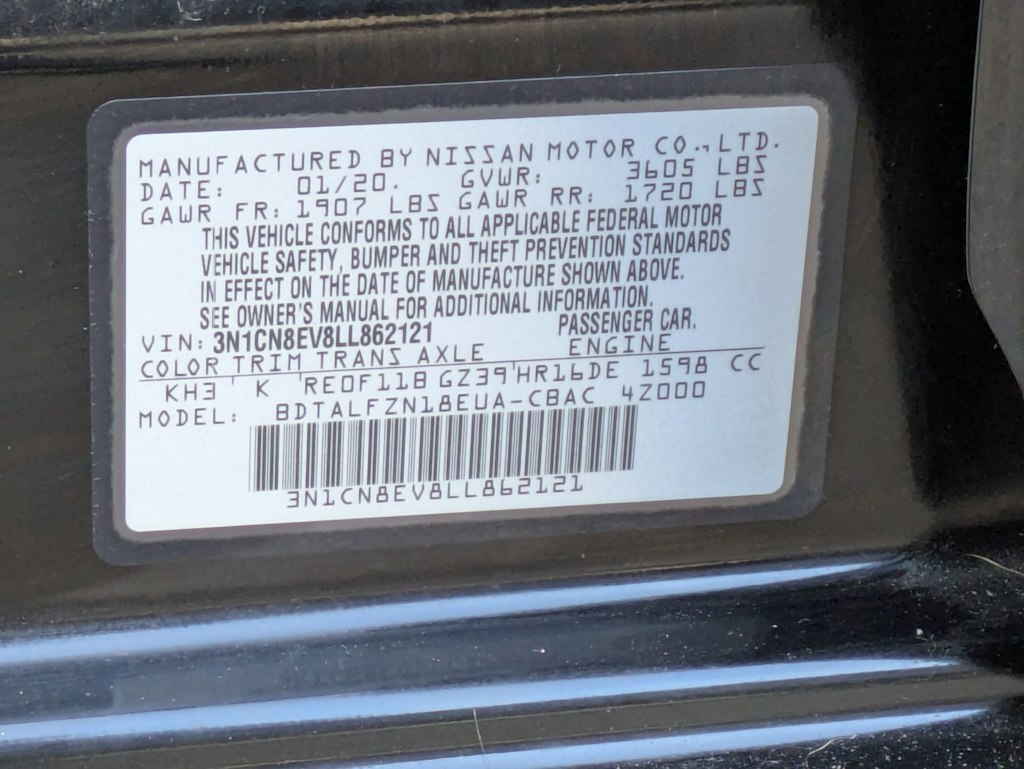 MANUFACTURED BY NISSAN MOTOR CO.,LTD.
DATE: 01/20. GVWR: 3605 LBS
GAWR FR: 1907 LBS GAWR RR: 1720 LBS
THIS VEHICLE CONFORMS TO ALL APPLICABLE FEDERAL MOTOR
VEHICLE SAFETY, BUMPER AND THEFT PREVENTION STANDARDS
IN EFFECT ON THE DATE OF MANUFACTURE SHOWN ABOVE.
SEE OWNER'S MANUAL FOR ADDITIONAL INFORMATION.
VIN: 3N1CN8EV8LL862121 PASSENGER CAR.
COLOR TRIM TRANS AXLE ENGINE
KH3 ' K ' RE0F11B GZ39'HR16DE 1598 CC
MODEL: BDTALFZN18EUA-CBAC 4Z000
3N1CN8EV8LL862121